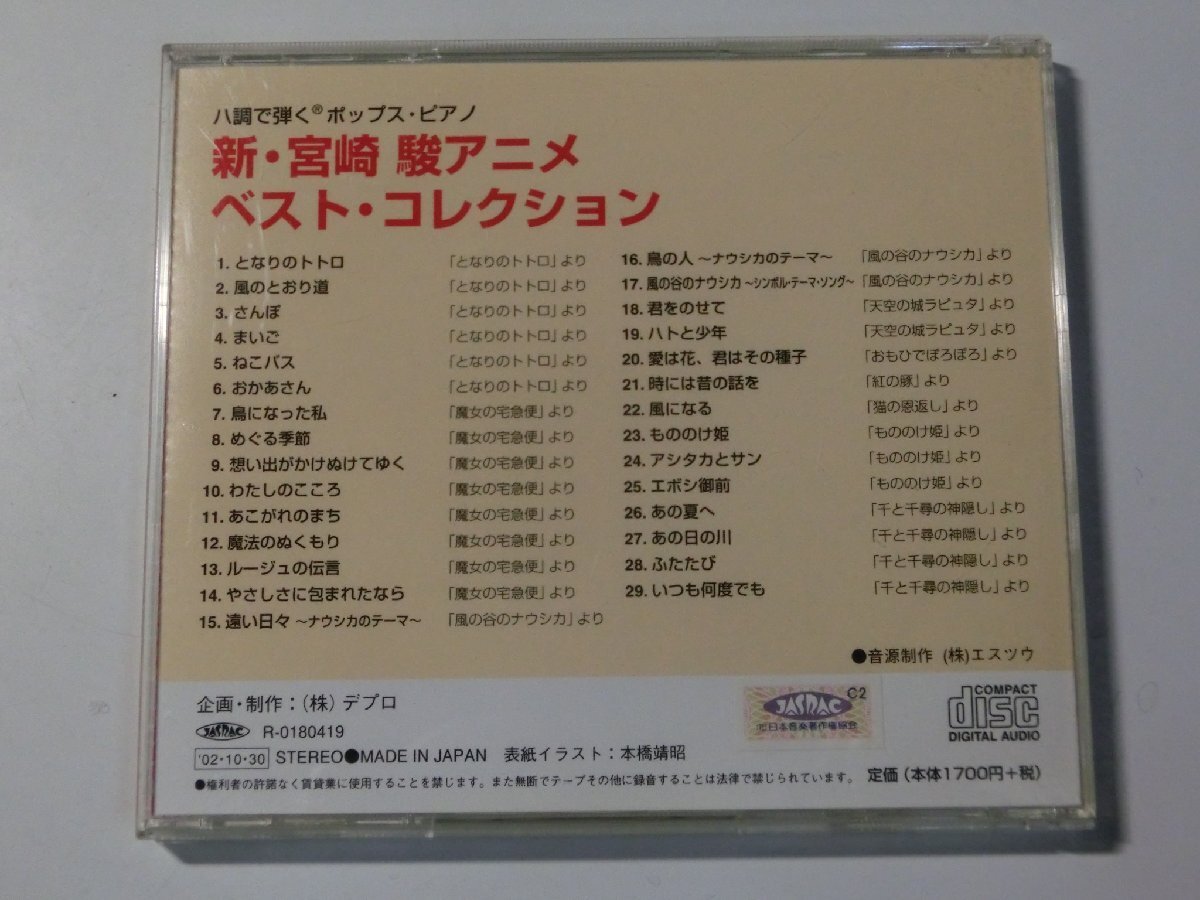 ハ調で弾く®ポップス・ピアノ
新・宮崎 駿アニメ
ベスト・コレクション
1. となりのトトロ 「となりのトトロ」より
2. 風のとおり道 「となりのトトロ」より
3. さんぽ 「となりのトトロ」より
4. まいご 「となりのトトロ」より
5. ねこバス 「となりのトトロ」より
6. おかあさん 「となりのトトロ」より
7. 鳥になった私 「魔女の宅急便」より
8. めぐる季節 「魔女の宅急便」より
9. 想い出がかけぬけてゆく 「魔女の宅急便」より
10. わたしのこころ 「魔女の宅急便」より
11. あこがれのまち 「魔女の宅急便」より
12. 魔法のぬくもり 「魔女の宅急便」より
13. ルージュの伝言 「魔女の宅急便」より
14. やさしさに包まれたなら 「魔女の宅急便」より
15. 遠い日々 〜ナウシカのテーマ〜 「風の谷のナウシカ」より
16. 鳥の人 〜ナウシカのテーマ〜 「風の谷のナウシカ」より
17. 風の谷のナウシカ 〜シンボル・テーマ・ソング〜 「風の谷のナウシカ」より
18. 君をのせて 「天空の城ラピュタ」より
19. ハトと少年 「天空の城ラピュタ」より
20. 愛は花、君はその種子 「おもひでぽろぽろ」より
21. 時には昔の話を 「紅の豚」より
22. 風になる 「猫の恩返し」より
23. もののけ姫 「もののけ姫」より
24. アシタカとサン 「もののけ姫」より
25. エボシ御前 「もののけ姫」より
26. あの夏へ 「千と千尋の神隠し」より
27. あの日の川 「千と千尋の神隠し」より
28. ふたたび 「千と千尋の神隠し」より
29. いつも何度でも 「千と千尋の神隠し」より
●音源制作 (株)エスツウ
企画・制作：(株) デプロ
JASRAC R-0180419
'02・10・30 STEREO●MADE IN JAPAN 表紙イラスト：本橋靖昭
●権利者の許諾なく賃貸業に使用することを禁じます。また無断でテープその他に録音することは法律で禁じられています。
C2
JASRAC
日本音楽著作権協会
COMPACT
disc
DIGITAL AUDIO
定価 (本体1700円+税)